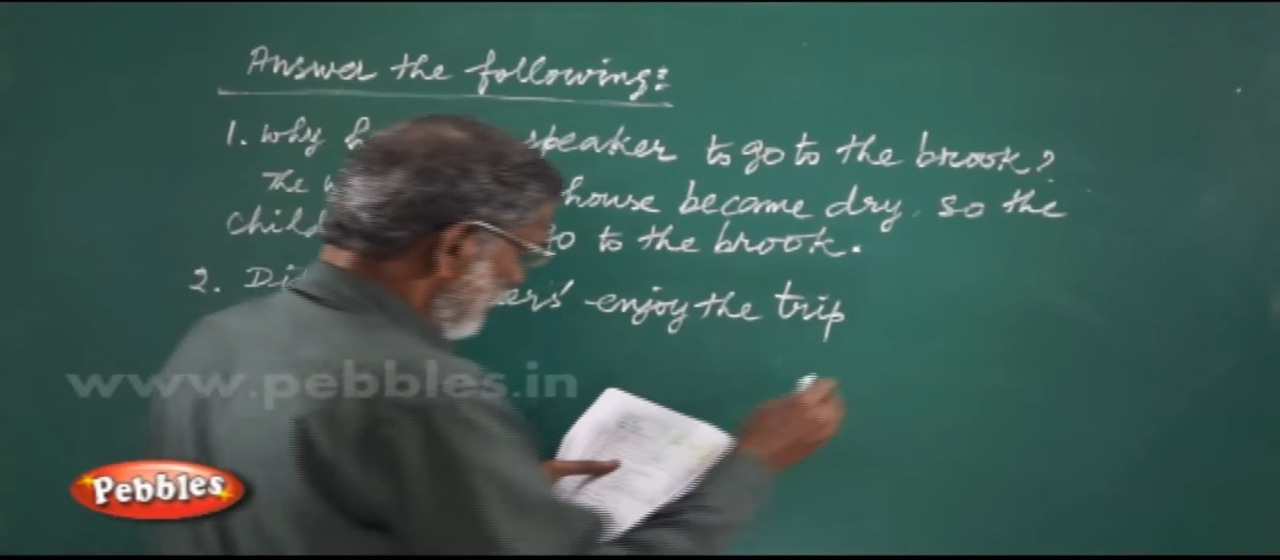 Answer the following:
1. Why speaker to go to the brook?
The house became dry, so the
to the brook.
2. enjoy the trip
www.pebbles.in
Pebbles